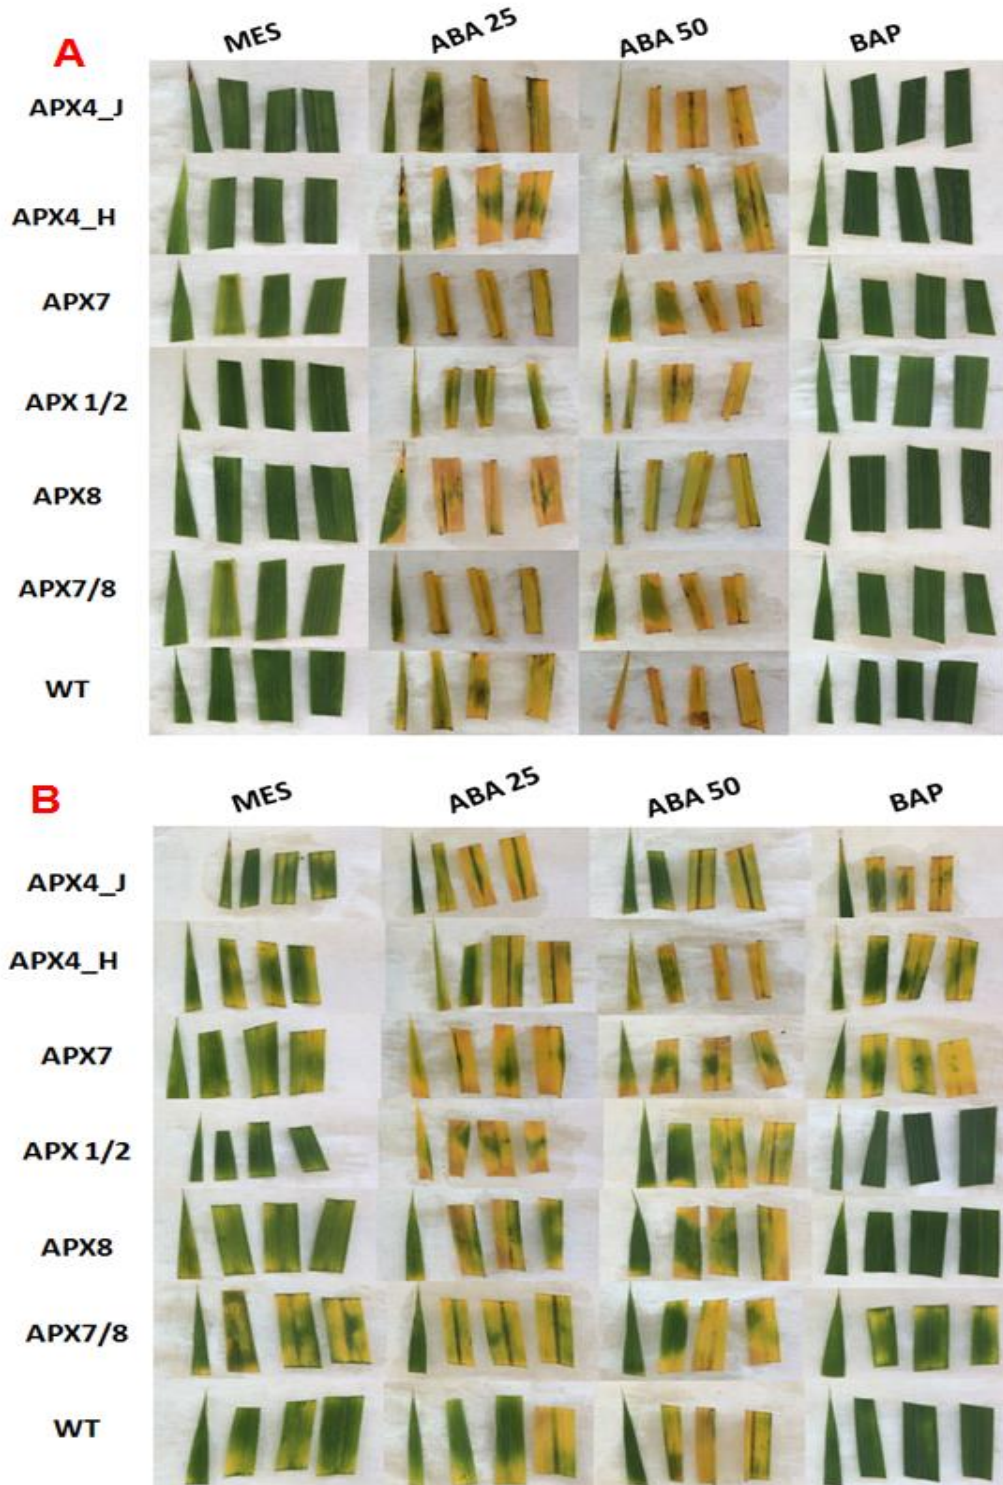 A
MES ABA 25 ABA 50 BAP
APX4_J
APX4_H
APX7
APX 1/2
APX8
APX7/8
WT
B
MES ABA 25 ABA 50 BAP
APX4_J
APX4_H
APX7
APX 1/2
APX8
APX7/8
WT